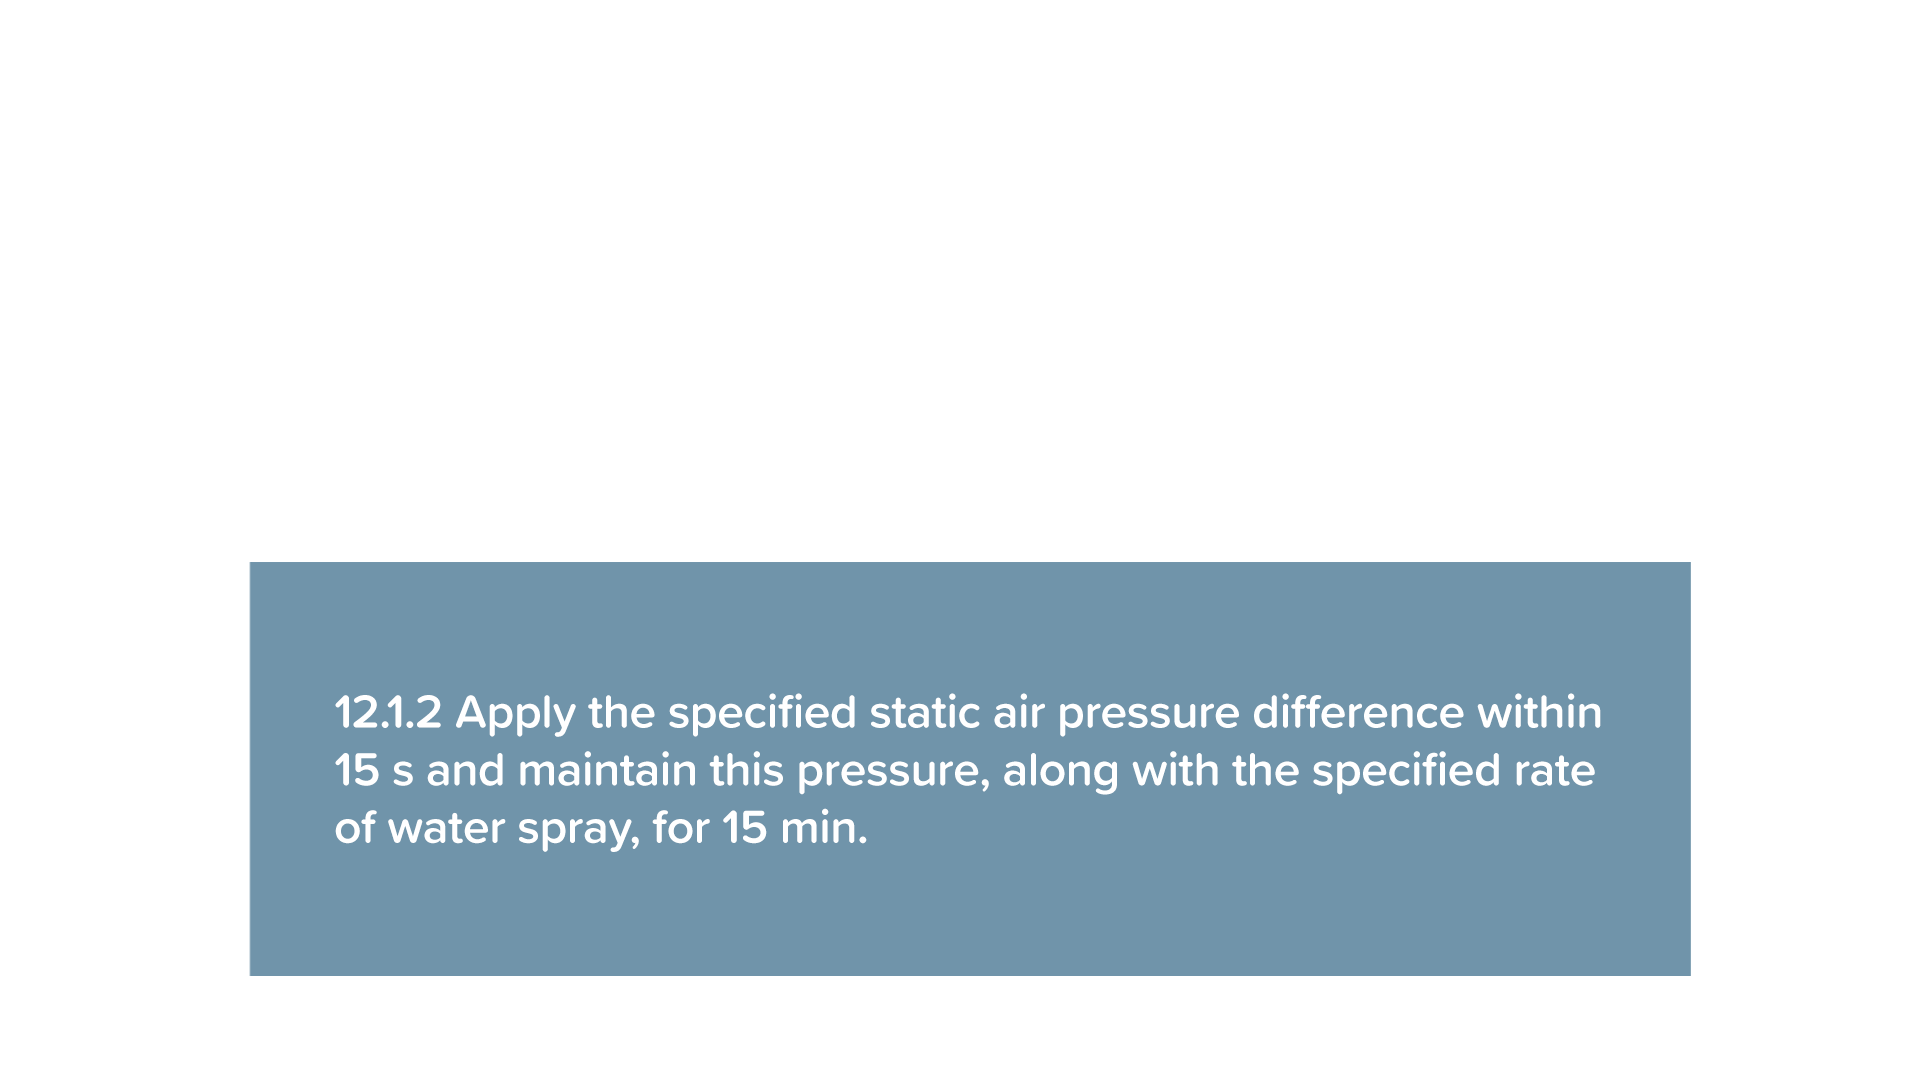 12.1.2 Apply the specified static air pressure difference within
15 s and maintain this pressure, along with the specified rate
of water spray, for 15 min.